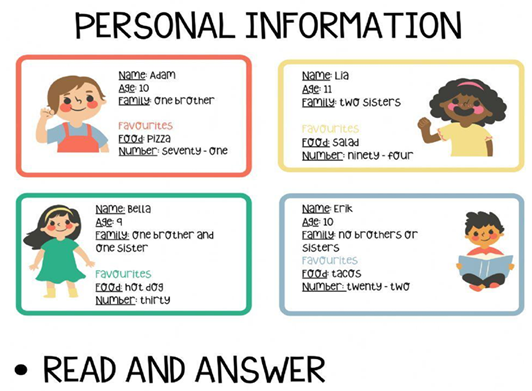 PERSONAL INFORMATION
Name: Adam
Age: 10
Family: one brother
Favourites
Food: pizza
Number: seventy - one
Name: Lia
Age: 11
Family: two sisters
Favourites
Food: salad
Number: ninety - four
Name: Bella
Age: 9
Family: one brother and
one sister
Favourites
Food: hot dog
Number: thirty
Name: Erik
Age: 10
Family: no brothers or
sisters
Favourites
Food: tacos
Number: twenty - two
• READ AND ANSWER